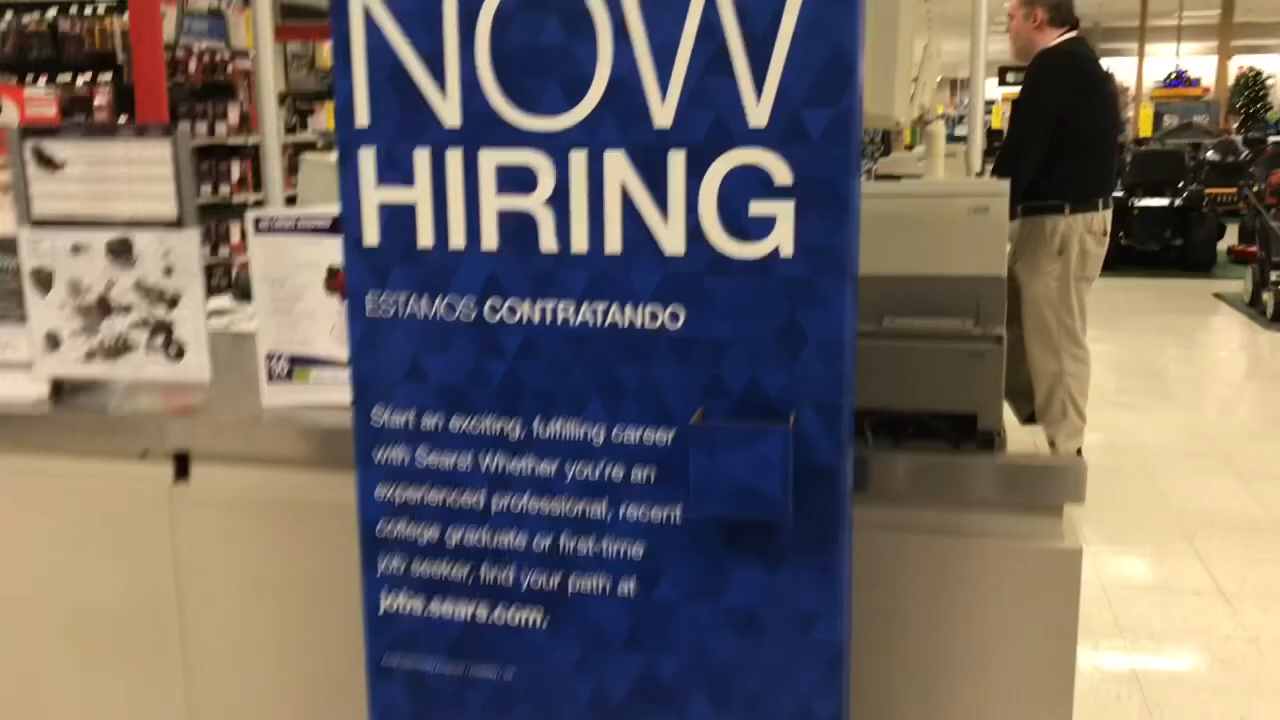 NOW
HIRING
ESTAMOS CONTRATANDO
Start an exciting, fulfilling career
with Sears! Whether you're an
experienced professional, recent
college graduate or first-time
job seeker, find your path at
jobs.sears.com.